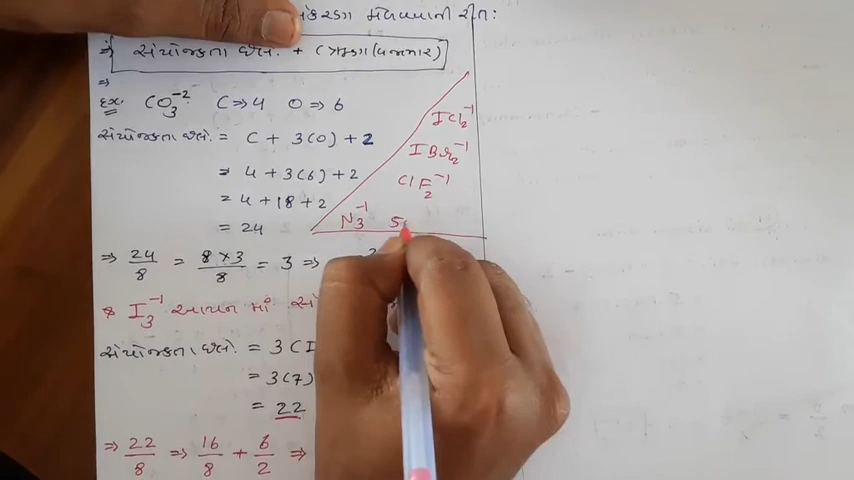 સંકરણ મેળવવાની રીત:
⇒ સંયોજકતા ઇલે. + ઋણભાર
⇒
Ex: CO₃⁻² C⇒4 O⇒6
સંયોજકતા ઇલે. = C + 3(O) + 2
= 4 + 3(6) + 2
= 4 + 18 + 2
= 24
ICl₂⁻¹
IBr₂⁻¹
ClF₂⁻¹
N₃⁻¹
⇒ 24/8 = 8×3/8 = 3 ⇒
* I₃⁻¹ આયન માં
સંયોજકતા ઇલે. = 3(I
= 3(7)
= 22
⇒ 22/8 ⇒ 16/8 + 6/2 ⇒